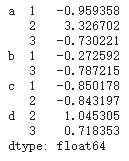 a  1   -0.959358
   2    3.326702
   3   -0.730221
b  1   -0.272592
   3   -0.787215
c  1   -0.850178
   2   -0.843197
d  2    1.045305
   3    0.718353
dtype: float64